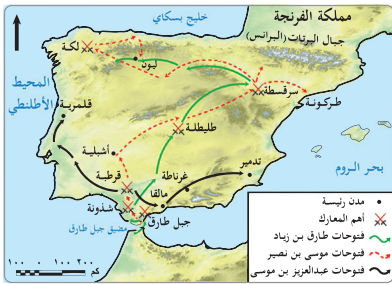 خليج بسكاي
مملكة الفرنجة
جبال البرتات (البرانس)
لكة
ليون
المحيط
الأطلنطي
قلمرية
سرقسطة
طركونة
طليطلة
أشبلية
تدمير
بحر الروم
قرطبة
غرناطة
مالقا
شذونة
جبل طارق
مضيق جبل طارق
مدن رئيسة
أهم المعارك
فتوحات طارق بن زياد
فتوحات موسى بن نصير
فتوحات عبدالعزيز بن موسى
١٠٠ ٠ ١٠٠ ٢٠٠
كم